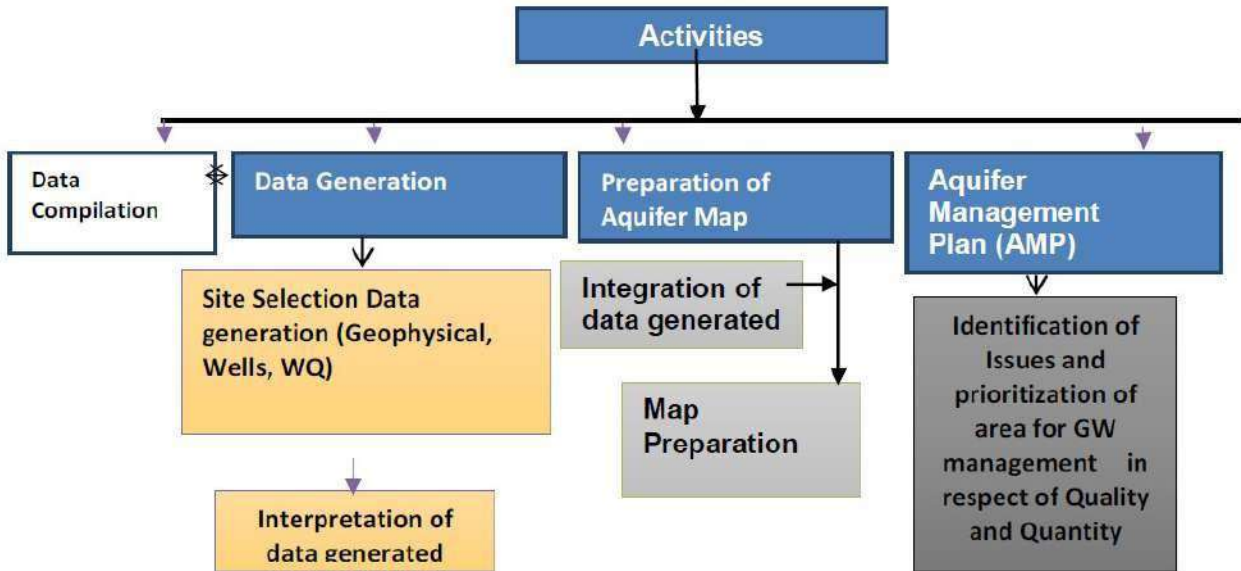 Activities
Data
Compilation
Data Generation
Preparation of
Aquifer Map
Aquifer
Management
Plan (AMP)
Site Selection Data
generation (Geophysical,
Wells, WQ)
Interpretation of
data generated
Integration of
data generated
Map
Preparation
Identification of
Issues and
prioritization of
area for GW
management in
respect of Quality
and Quantity